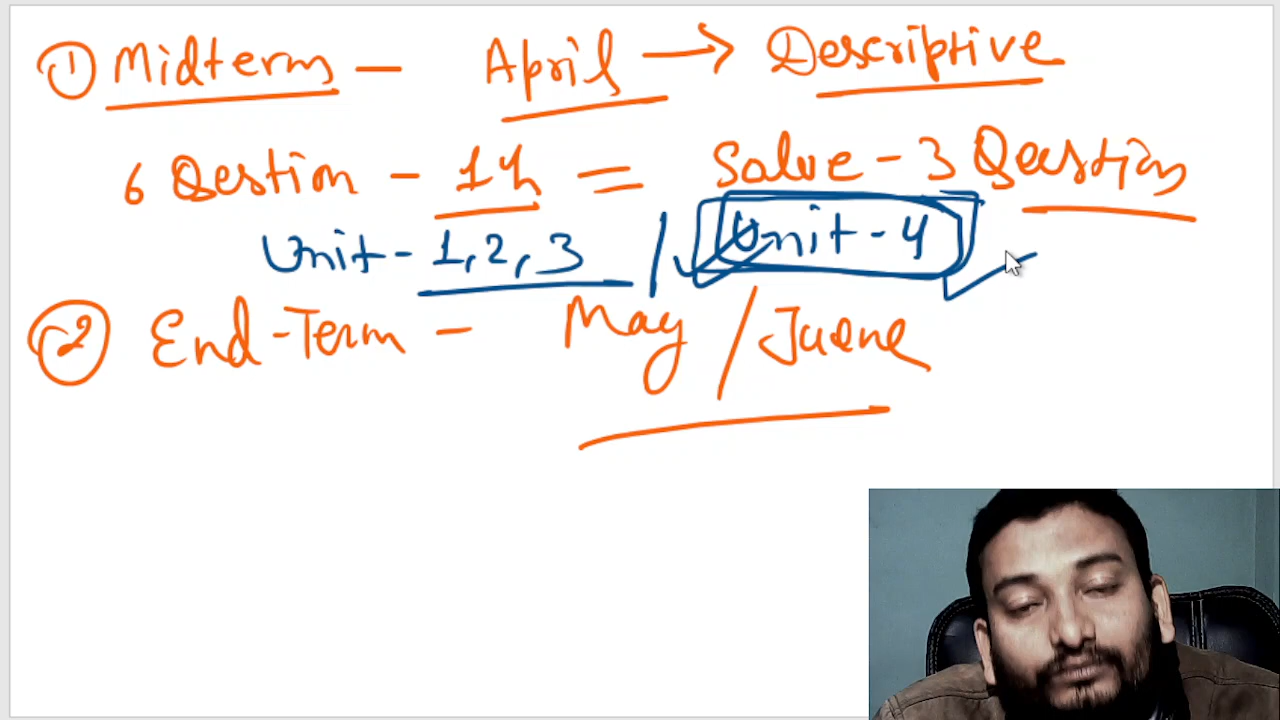 ① Midterm - April → Descriptive
6 Qestion - 1h = Solve - 3 Qeestion
Unit - 1, 2, 3 / Unit - 4
② End-Term - May / Juene